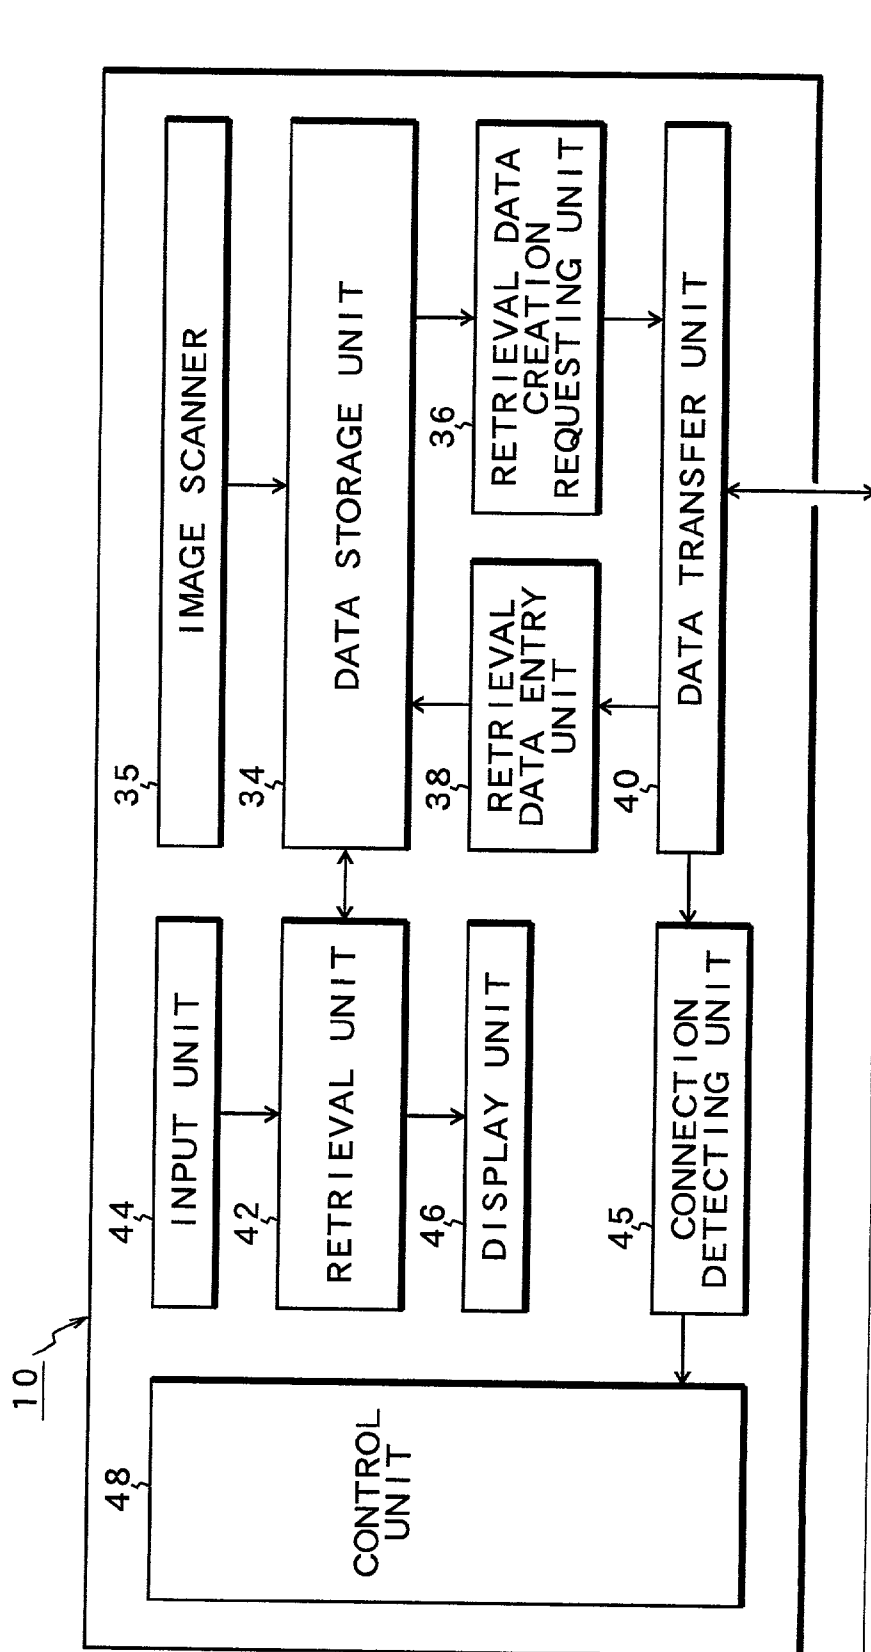 10
48
CONTROL
UNIT
44
INPUT UNIT
42
RETRIEVAL UNIT
46
DISPLAY UNIT
45
CONNECTION
DETECTING UNIT
35
IMAGE SCANNER
34
DATA STORAGE UNIT
38
RETRIEVAL
DATA ENTRY
UNIT
36
RETRIEVAL DATA
CREATION
REQUESTING UNIT
40
DATA TRANSFER UNIT